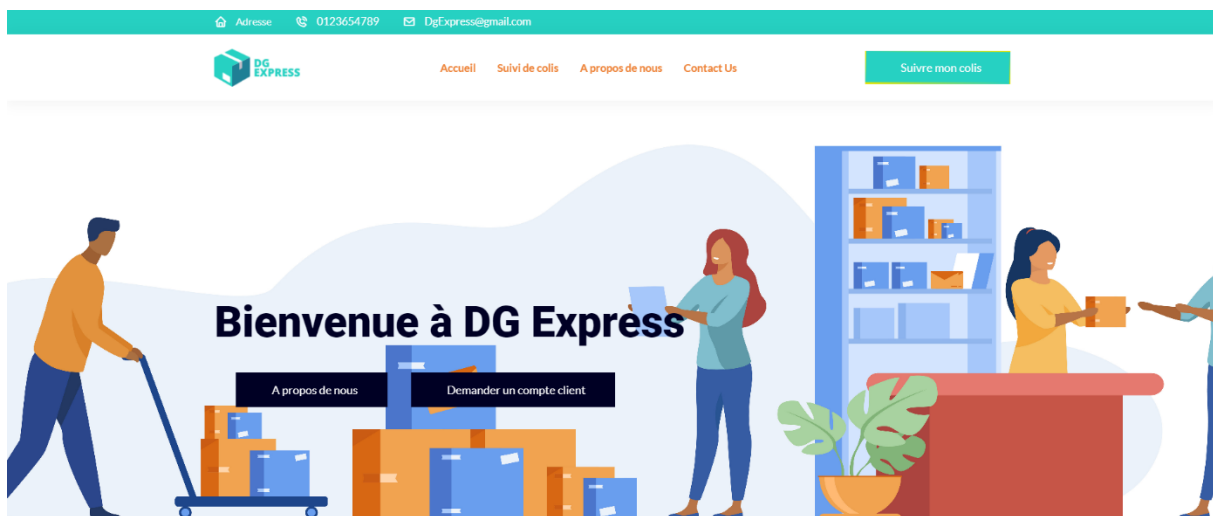 Adresse 0123654789 DgExpress@gmail.com
DG
EXPRESS
Accueil Suivi de colis A propos de nous Contact Us
Suivre mon colis
Bienvenue à DG Express
A propos de nous Demander un compte client